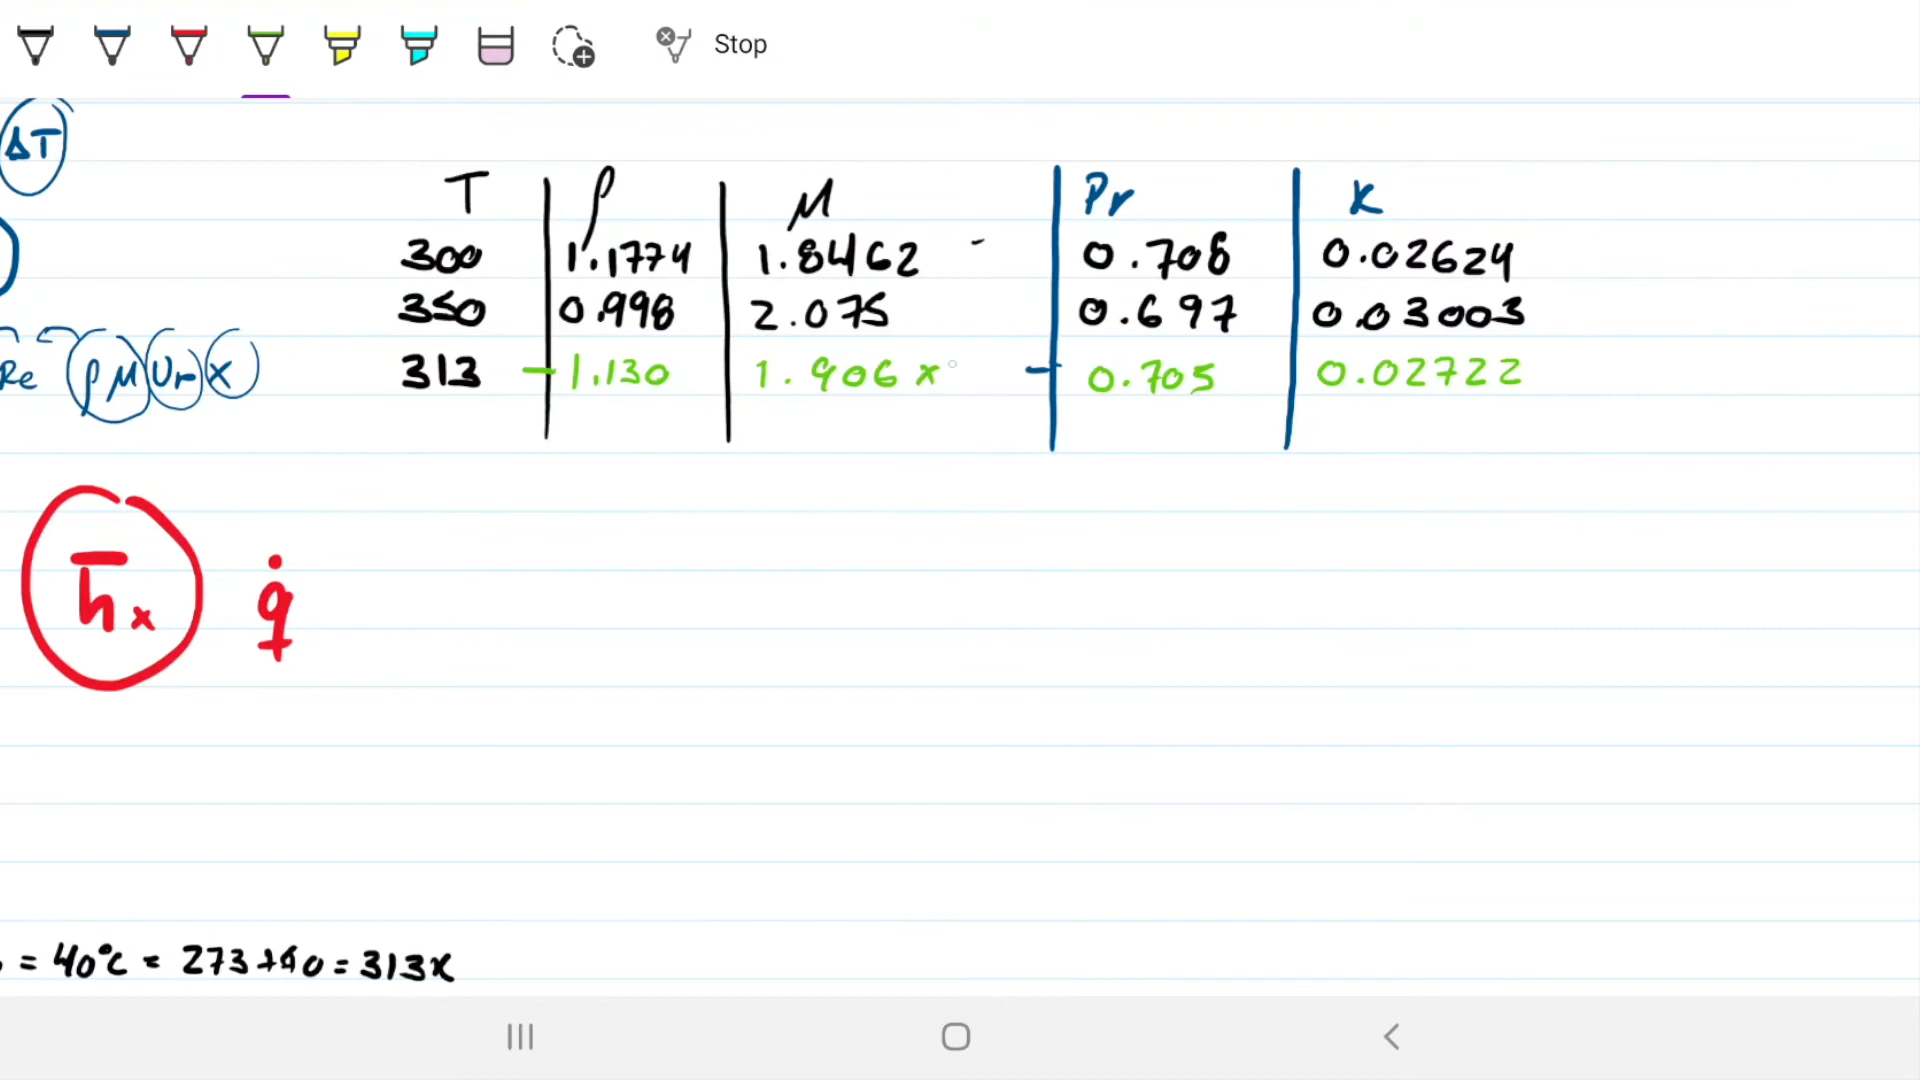 Stop
ΔT
T ρ μ Pr K
300 1.1774 1.8462 - 0.708 0.02624
350 0.998 2.075 0.697 0.03003
Re ρ μ Ur x 313 - 1.130 1.906 x - 0.705 0.02722
h̄x q̇
= 40°C = 273+40 = 313K